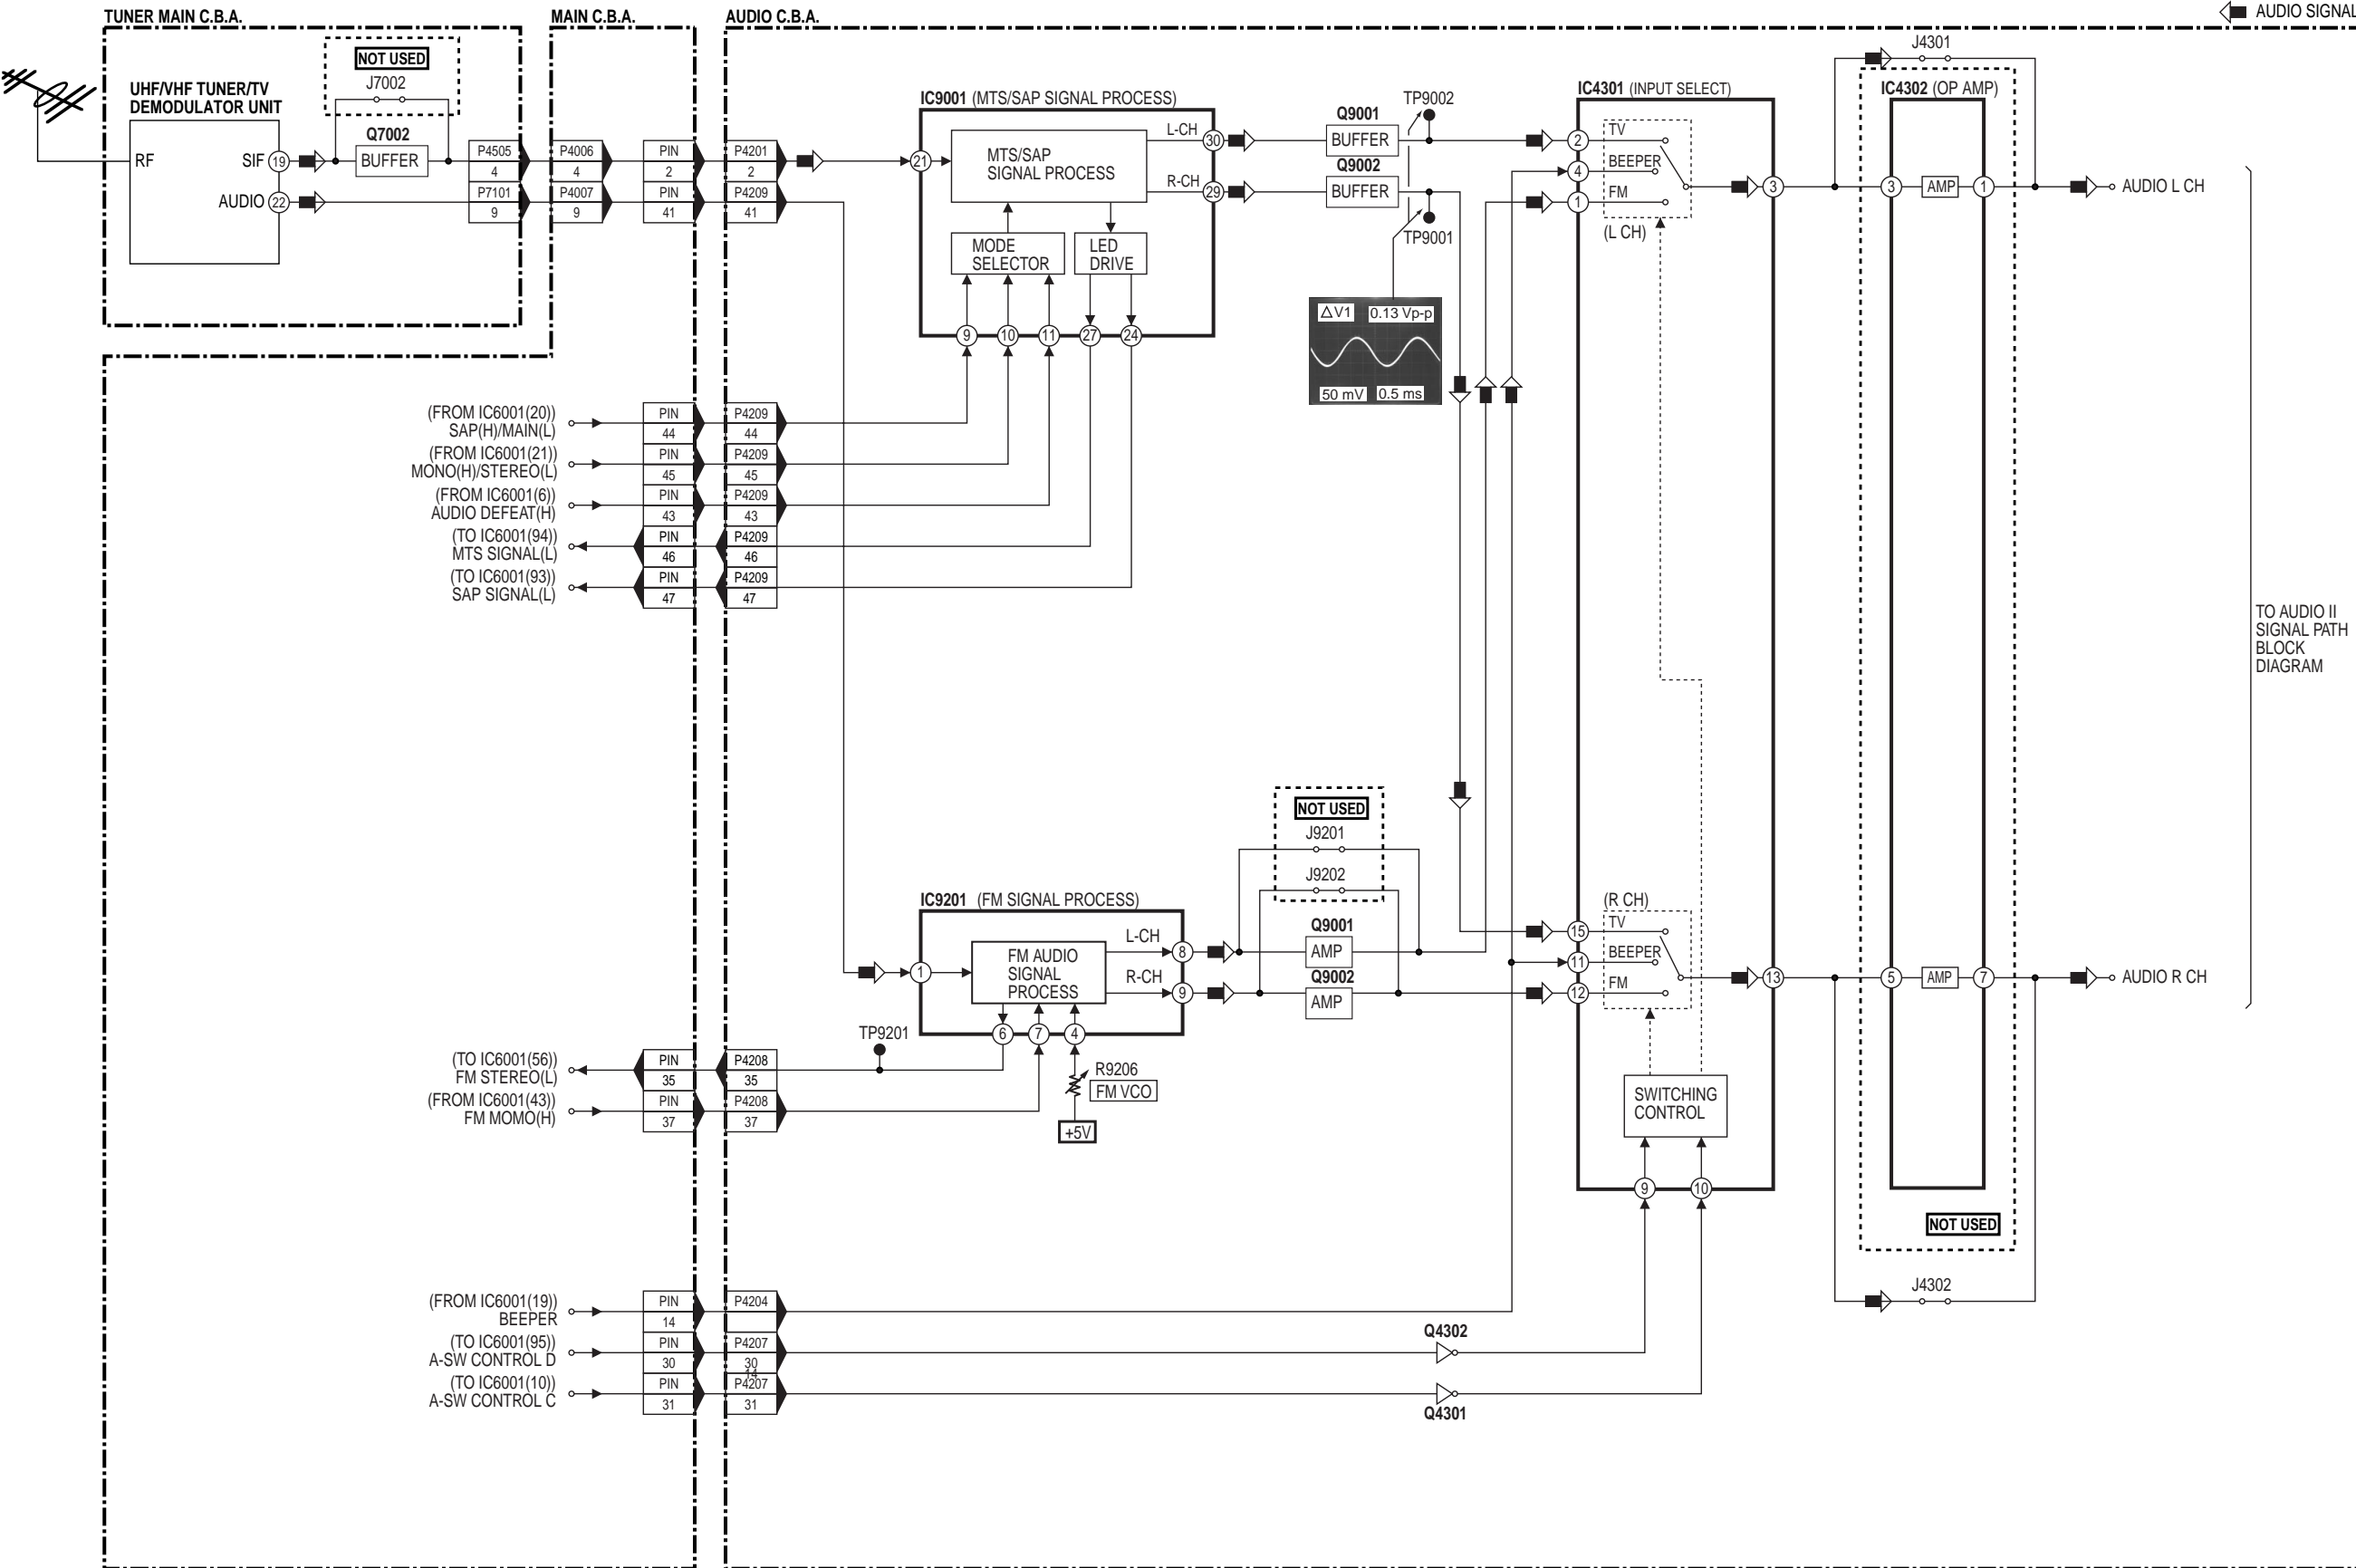 TUNER MAIN C.B.A.
MAIN C.B.A.
AUDIO C.B.A.
AUDIO SIGNAL
NOT USED
J7002
UHF/VHF TUNER/TV
DEMODULATOR UNIT
RF
SIF
19
Q7002
BUFFER
AUDIO
22
P4505
4
P7101
9
P4006
4
P4007
9
PIN
2
PIN
41
P4201
2
P4209
41
IC9001 (MTS/SAP SIGNAL PROCESS)
21
MTS/SAP
SIGNAL PROCESS
L-CH
30
R-CH
29
MODE
SELECTOR
LED
DRIVE
9
10
11
27
24
Q9001
BUFFER
Q9002
BUFFER
TP9002
TP9001
△V1
0.13 Vp-p
50 mV
0.5 ms
IC4301 (INPUT SELECT)
2
TV
4
BEEPER
1
FM
(L CH)
3
J4301
IC4302 (OP AMP)
3
AMP
1
AUDIO L CH
(FROM IC6001(20))
SAP(H)/MAIN(L)
PIN
44
P4209
44
(FROM IC6001(21))
MONO(H)/STEREO(L)
PIN
45
P4209
45
(FROM IC6001(6))
AUDIO DEFEAT(H)
PIN
43
P4209
43
(TO IC6001(94))
MTS SIGNAL(L)
PIN
46
P4209
46
(TO IC6001(93))
SAP SIGNAL(L)
PIN
47
P4209
47
TO AUDIO II
SIGNAL PATH
BLOCK
DIAGRAM
NOT USED
J9201
J9202
IC9201 (FM SIGNAL PROCESS)
1
FM AUDIO
SIGNAL
PROCESS
L-CH
8
R-CH
9
6
7
4
Q9001
AMP
Q9002
AMP
(R CH)
15
TV
11
BEEPER
12
FM
13
5
AMP
7
AUDIO R CH
TP9201
(TO IC6001(56))
FM STEREO(L)
PIN
35
P4208
35
(FROM IC6001(43))
FM MOMO(H)
PIN
37
P4208
37
R9206
FM VCO
+5V
SWITCHING
CONTROL
9
10
NOT USED
J4302
(FROM IC6001(19))
BEEPER
PIN
14
P4204
14
(TO IC6001(95))
A-SW CONTROL D
PIN
30
P4207
30
(TO IC6001(10))
A-SW CONTROL C
PIN
31
P4207
31
Q4302
Q4301